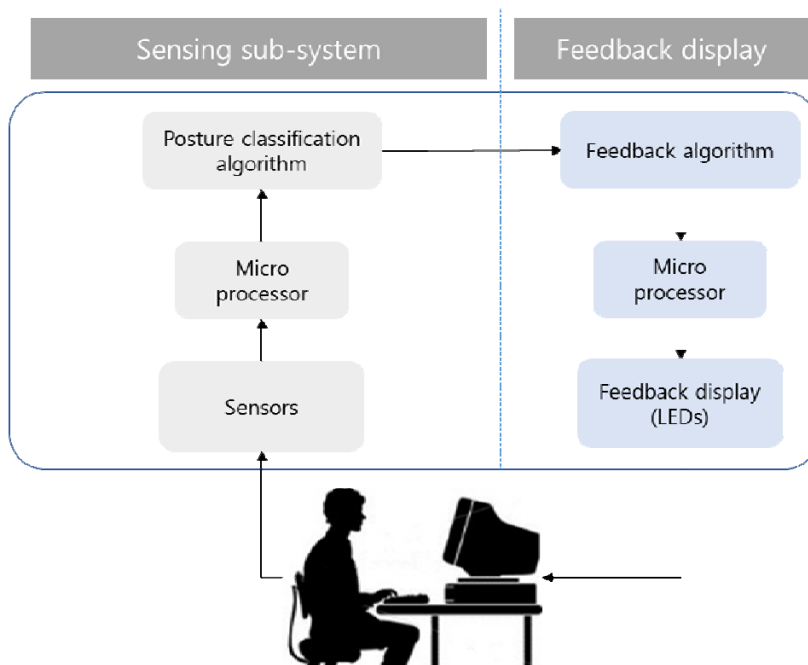 Sensing sub-system
Feedback display
Posture classification
algorithm
Feedback algorithm
Micro
processor
Micro
processor
Sensors
Feedback display
(LEDs)